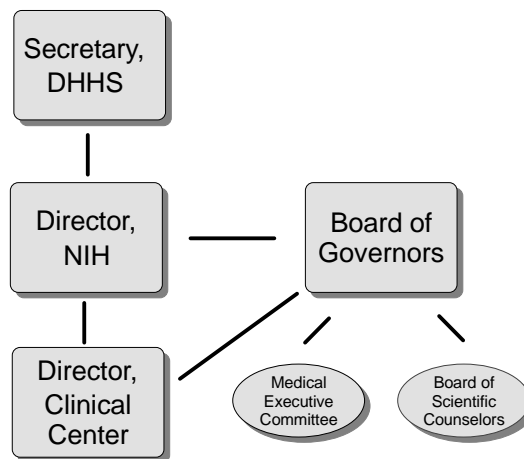 Secretary,
DHHS
Director,
NIH
Board of
Governors
Director,
Clinical
Center
Medical
Executive
Committee
Board of
Scientific
Counselors